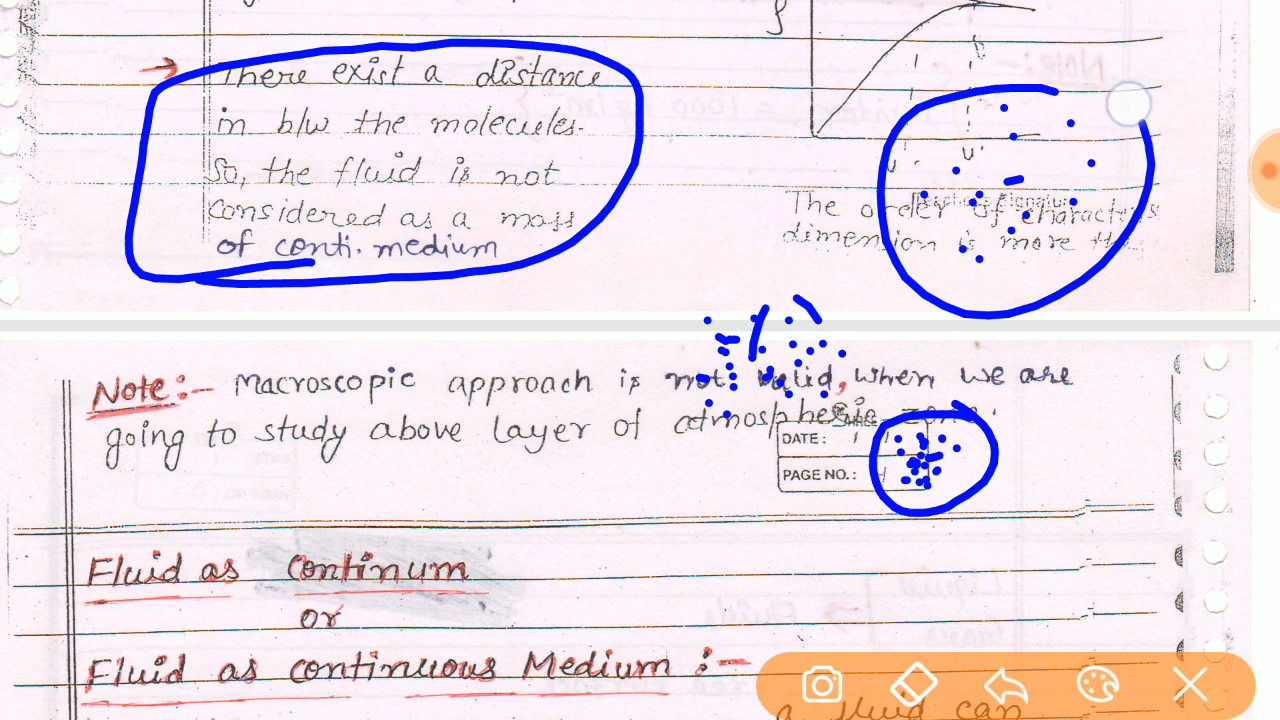 There exist a distance
in b/w the molecules.
So, the fluid is not
considered as a mass
of conti. medium
The order of
dimension is more
Note:- Macroscopic approach is not valid, when we are
going to study above layer of atmospheric zone.
DATE:
PAGE NO.:
Fluid as continum
or
Fluid as continuous Medium :-
a fluid can